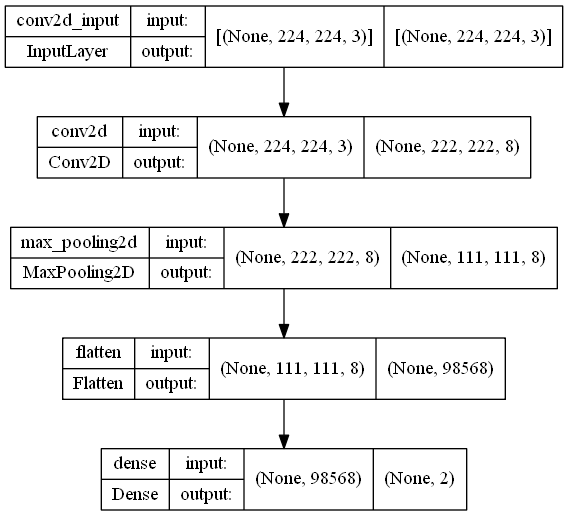 conv2d_input input: [(None, 224, 224, 3)] [(None, 224, 224, 3)]
InputLayer output:
conv2d input: (None, 224, 224, 3) (None, 222, 222, 8)
Conv2D output:
max_pooling2d input: (None, 222, 222, 8) (None, 111, 111, 8)
MaxPooling2D output:
flatten input: (None, 111, 111, 8) (None, 98568)
Flatten output:
dense input: (None, 98568) (None, 2)
Dense output: